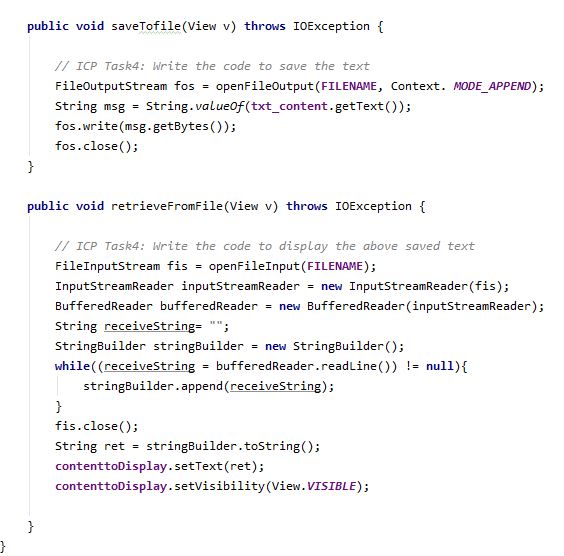 public void saveTofile(View v) throws IOException {
// ICP Task4: Write the code to save the text
FileOutputStream fos = openFileOutput(FILENAME, Context. MODE_APPEND);
String msg = String.valueOf(txt_content.getText());
fos.write(msg.getBytes());
fos.close();
}
public void retrieveFromFile(View v) throws IOException {
// ICP Task4: Write the code to display the above saved text
FileInputStream fis = openFileInput(FILENAME);
InputStreamReader inputStreamReader = new InputStreamReader(fis);
BufferedReader bufferedReader = new BufferedReader(inputStreamReader);
String receiveString= "";
StringBuilder stringBuilder = new StringBuilder();
while((receiveString = bufferedReader.readLine()) != null){
stringBuilder.append(receiveString);
}
fis.close();
String ret = stringBuilder.toString();
contenttoDisplay.setText(ret);
contenttoDisplay.setVisibility(View.VISIBLE);
}
}